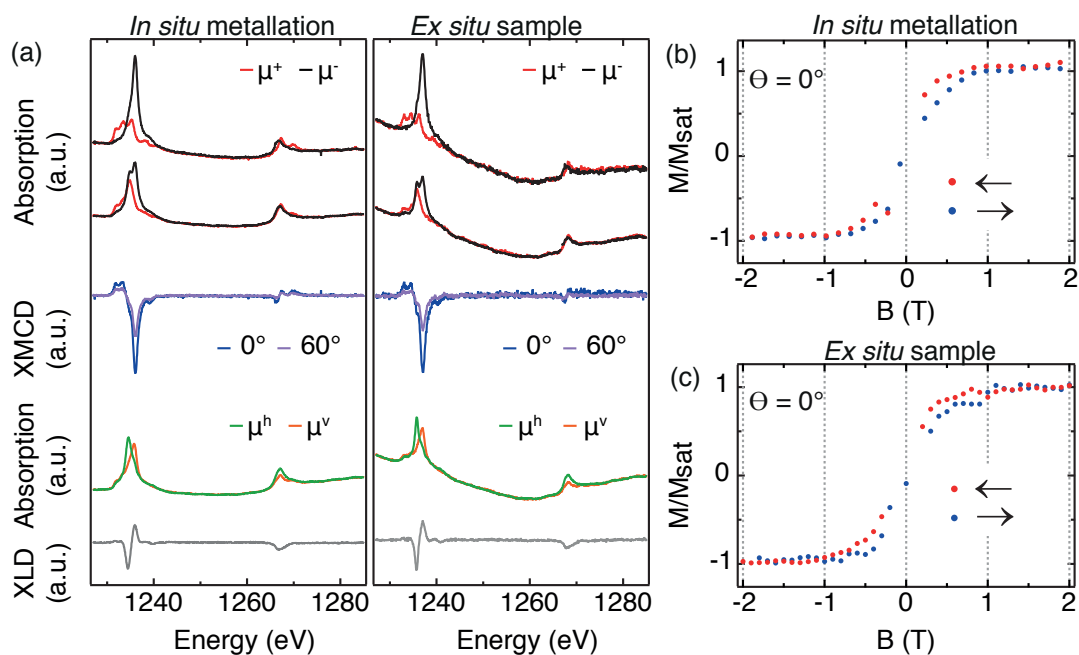 In situ metallation
Ex situ sample
(a)
Absorption
(a.u.)
μ⁺ μ⁻
μ⁺ μ⁻
XMCD
(a.u.)
0° 60°
0° 60°
Absorption
(a.u.)
μʰ μᵛ
μʰ μᵛ
XLD
(a.u.)
1240 1260 1280
1240 1260 1280
Energy (eV)
Energy (eV)
In situ metallation
(b)
ϴ = 0°
M/Msat
1
0
-1
← 
→
-2 -1 0 1 2
B (T)
Ex situ sample
(c)
ϴ = 0°
M/Msat
1
0
-1
←
→
-2 -1 0 1 2
B (T)